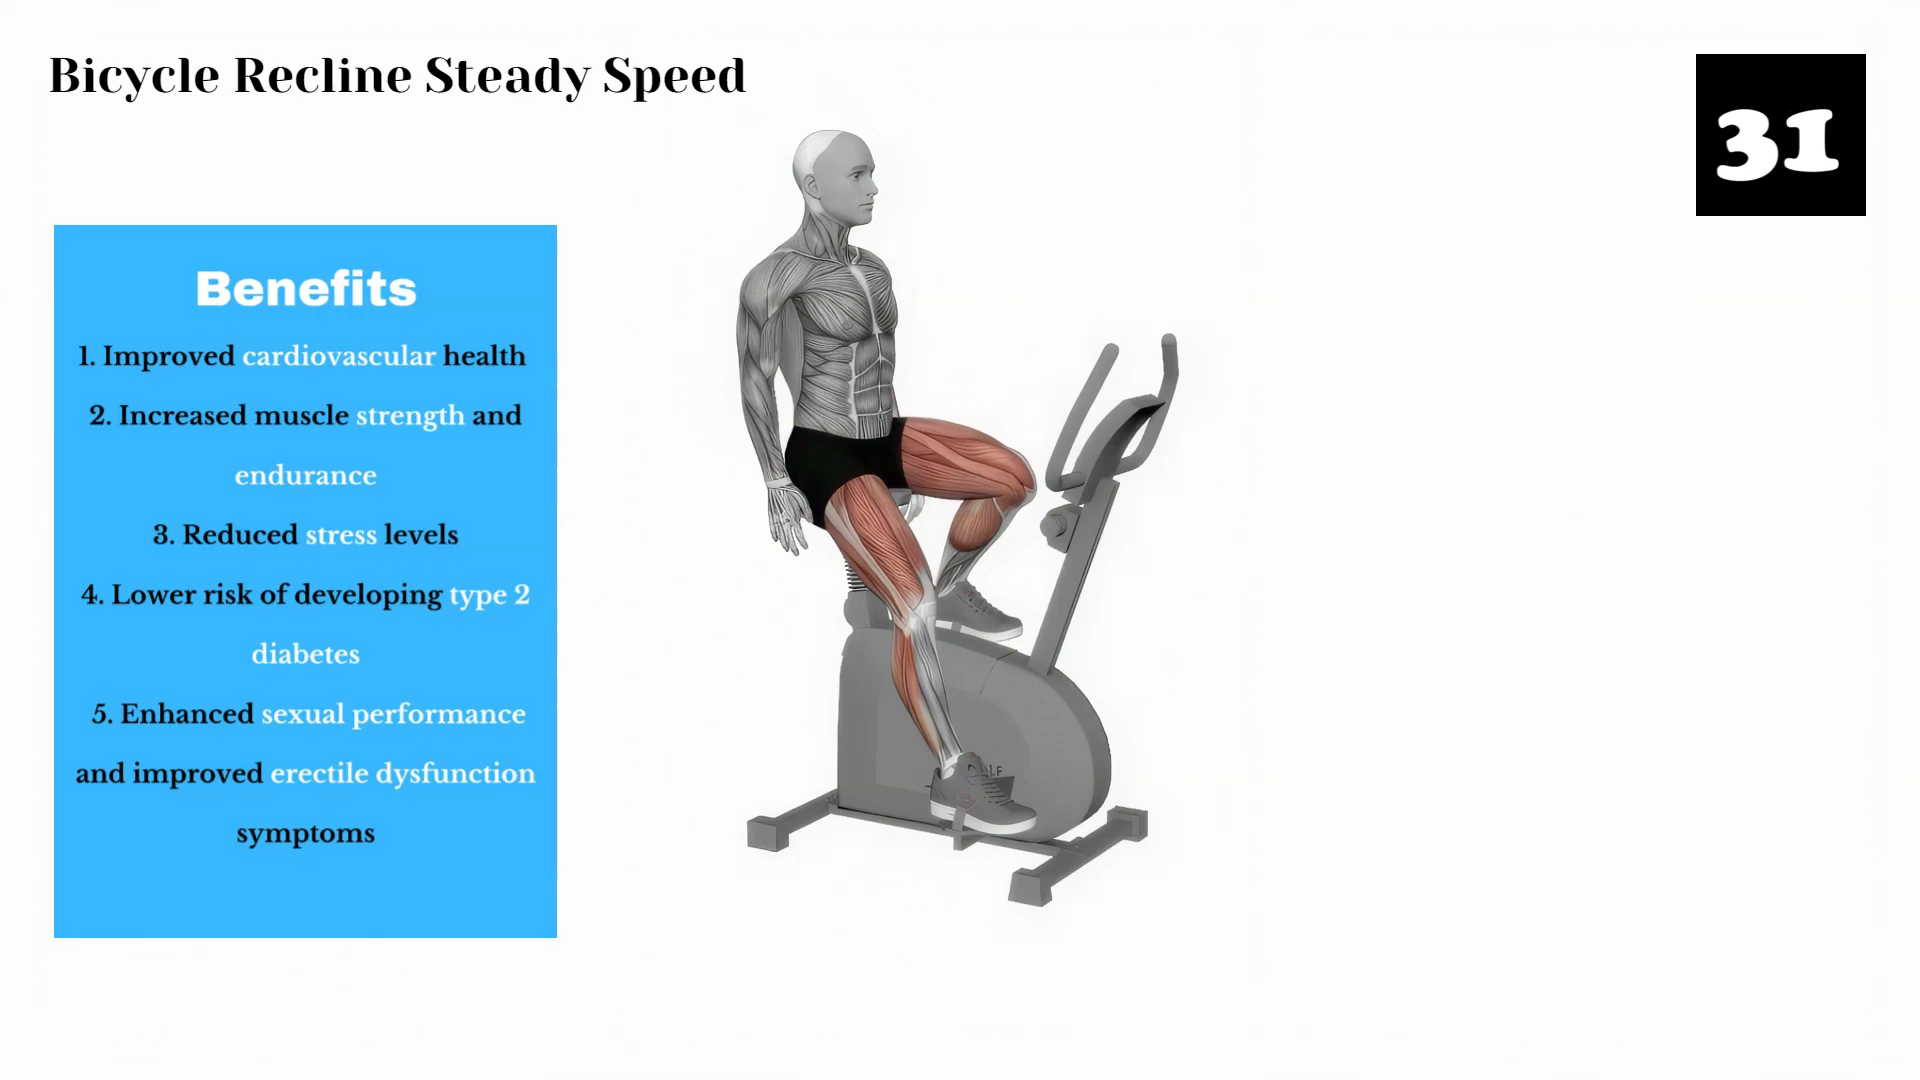 Bicycle Recline Steady Speed
31
Benefits
1. Improved cardiovascular health
2. Increased muscle strength and
endurance
3. Reduced stress levels
4. Lower risk of developing type 2
diabetes
5. Enhanced sexual performance
and improved erectile dysfunction
symptoms